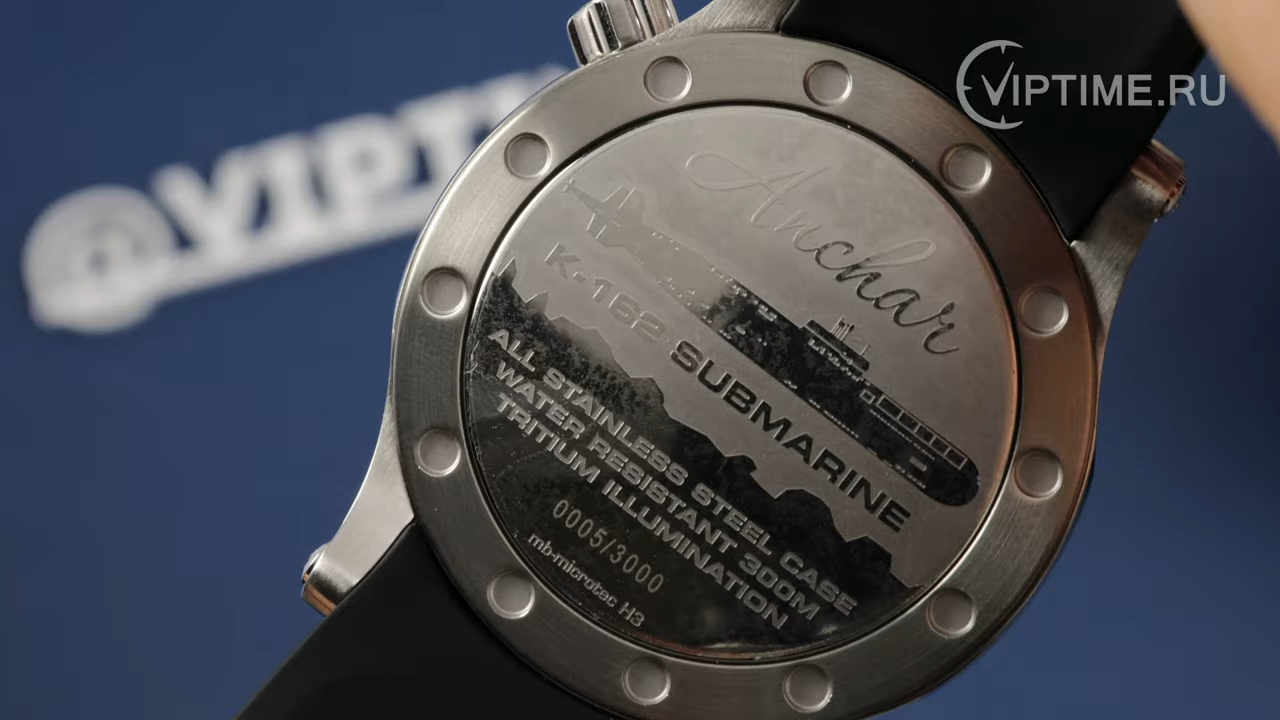 VIPTIME.RU
@VIPT
Anchar
K-162 SUBMARINE
ALL STAINLESS STEEL CASE
WATER RESISTANT 300M
TRITIUM ILLUMINATION
0005/3000
mb-microtec H3